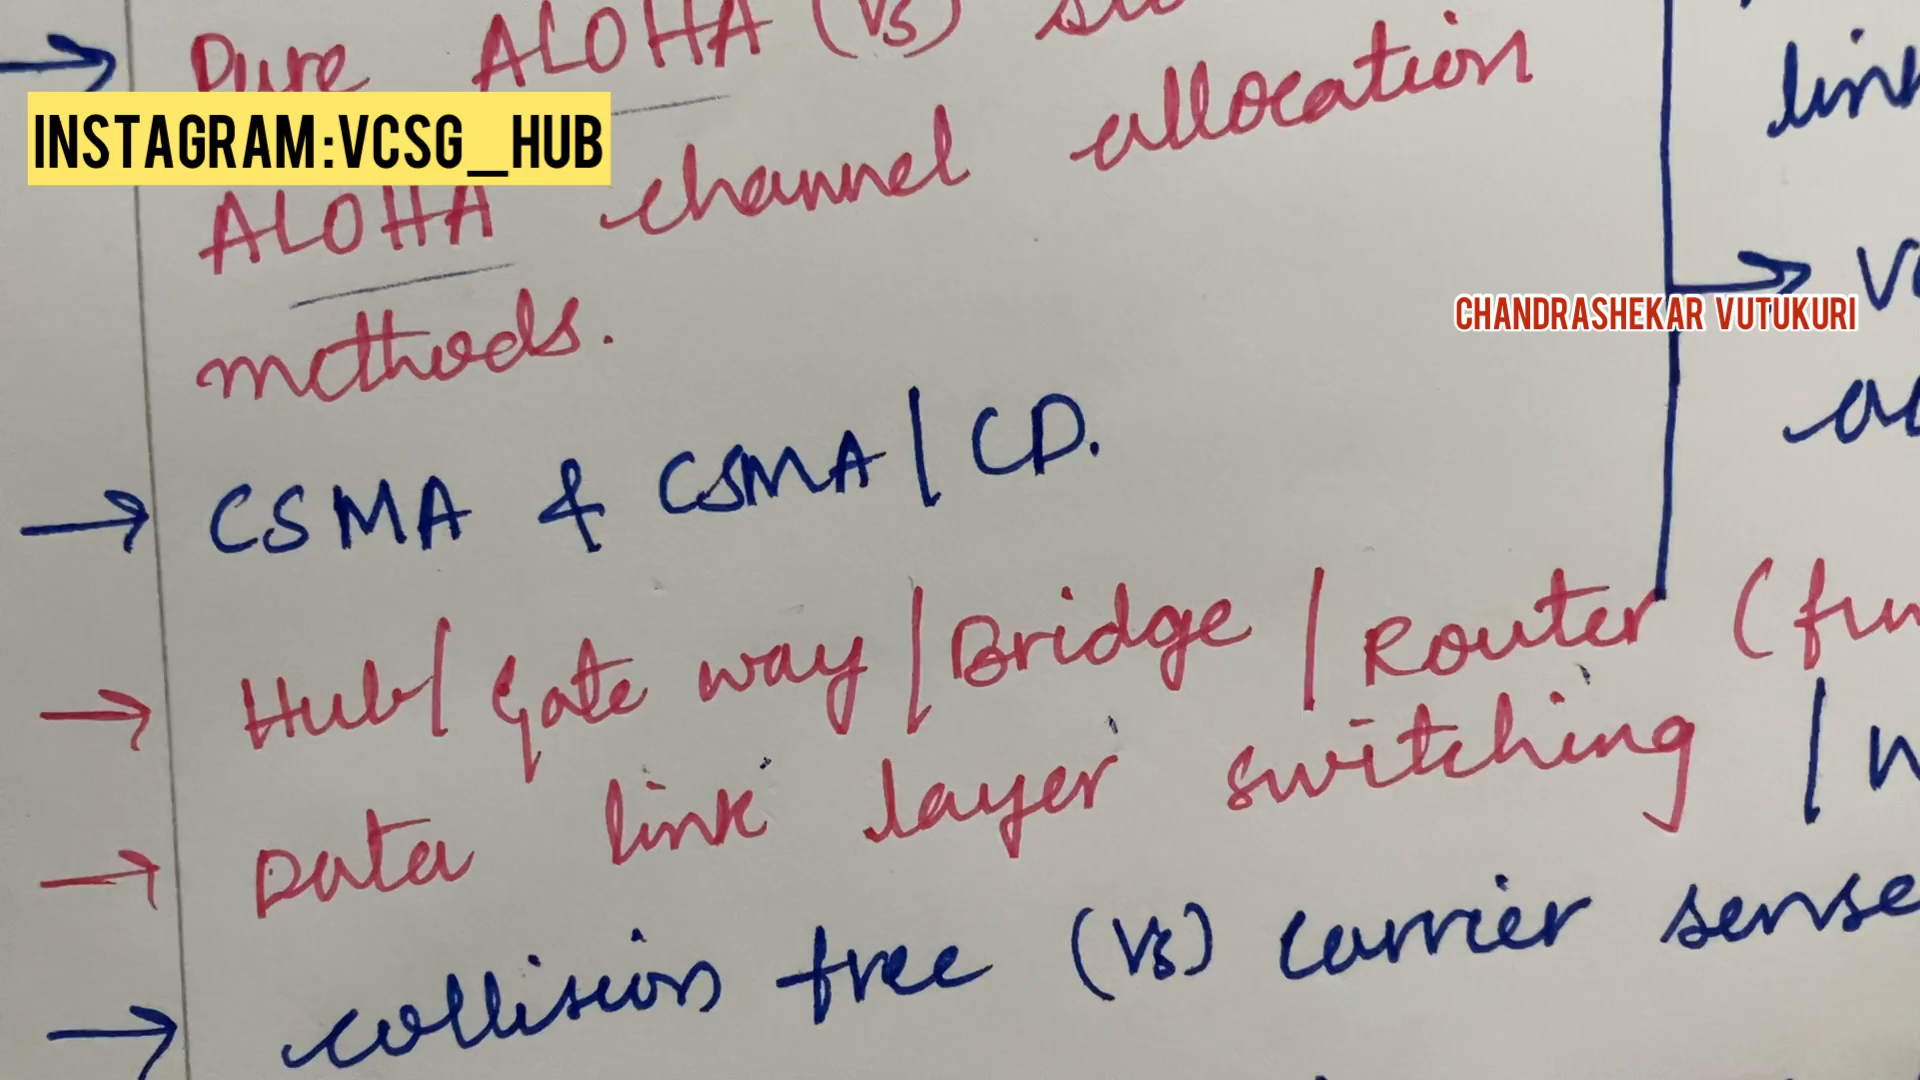 → Pure ALOHA (vs)
INSTAGRAM:VCSG_HUB
ALOHA channel allocation
methods.
CHANDRASHEKAR VUTUKURI
→ CSMA & CSMA/CD.
→ Hub/Gate way/Bridge/Router (fun
→ Data link layer switching /
→ collision free (vs) carrier sense